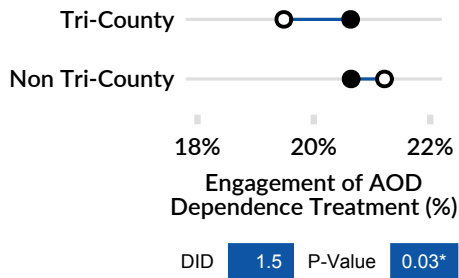 Tri-County
Non Tri-County
18% 20% 22%
Engagement of AOD
Dependence Treatment (%)
DID 1.5 P-Value 0.03*